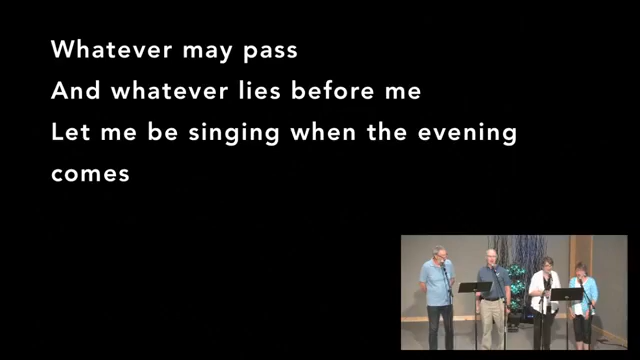 Whatever may pass
And whatever lies before me
Let me be singing when the evening
comes